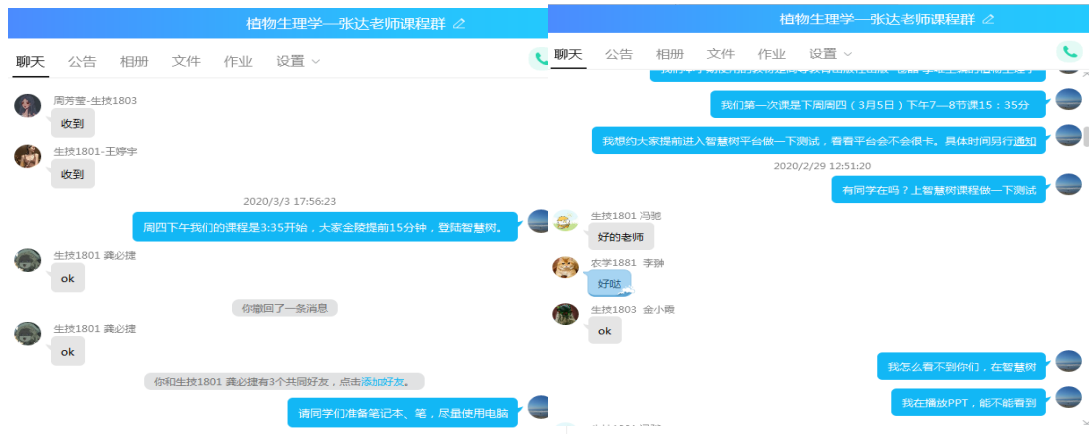 植物生理学—张达老师课程群
聊天 公告 相册 文件 作业 设置
周芳莹-生技1803
收到
生技1801-王婷宇
收到
2020/3/3 17:56:23
周四下午我们的课程是3:35开始，大家金陵提前15分钟，登陆智慧树。
生技1801 龚必捷
ok
你撤回了一条消息
生技1801 龚必捷
ok
你和生技1801 龚必捷有3个共同好友，点击添加好友。
请同学们准备笔记本、笔，尽量使用电脑
植物生理学—张达老师课程群
聊天 公告 相册 文件 作业 设置
我们第一次课是下周周四（3月5日）下午7—8节课15：35分
我想约大家提前进入智慧树平台做一下测试，看看平台会不会很卡。具体时间另行通知
2020/2/29 12:51:20
有同学在吗？上智慧树课程做一下测试
生技1801 冯驰
好的老师
农学1881 李翀
好哒
生技1803 金小霞
ok
我怎么看不到你们，在智慧树
我在播放PPT，能不能看到